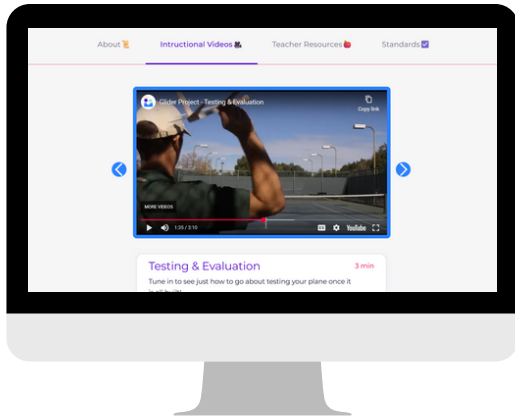 About📜 Intructional Videos🎥 Teacher Resources🍎 Standards☑️
Glider Project - Testing & Evaluation
Copy link
MORE VIDEOS
1:35 / 3:10
CC YouTube
Testing & Evaluation 3 min
Tune in to see just how to go about testing your plane once it